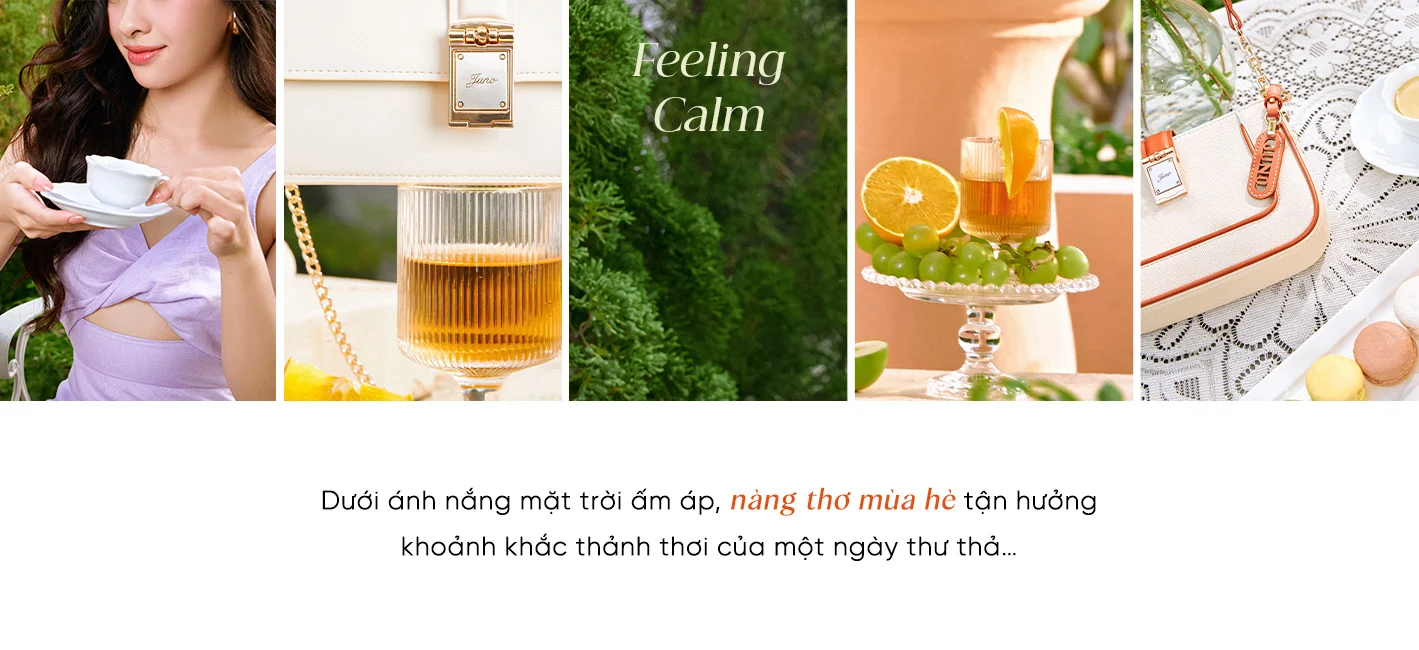 Juno
Feeling
Calm
Juno
JUNO
Dưới ánh nắng mặt trời ấm áp, nàng thơ mùa hè tận hưởng
khoảnh khắc thảnh thơi của một ngày thư thả...